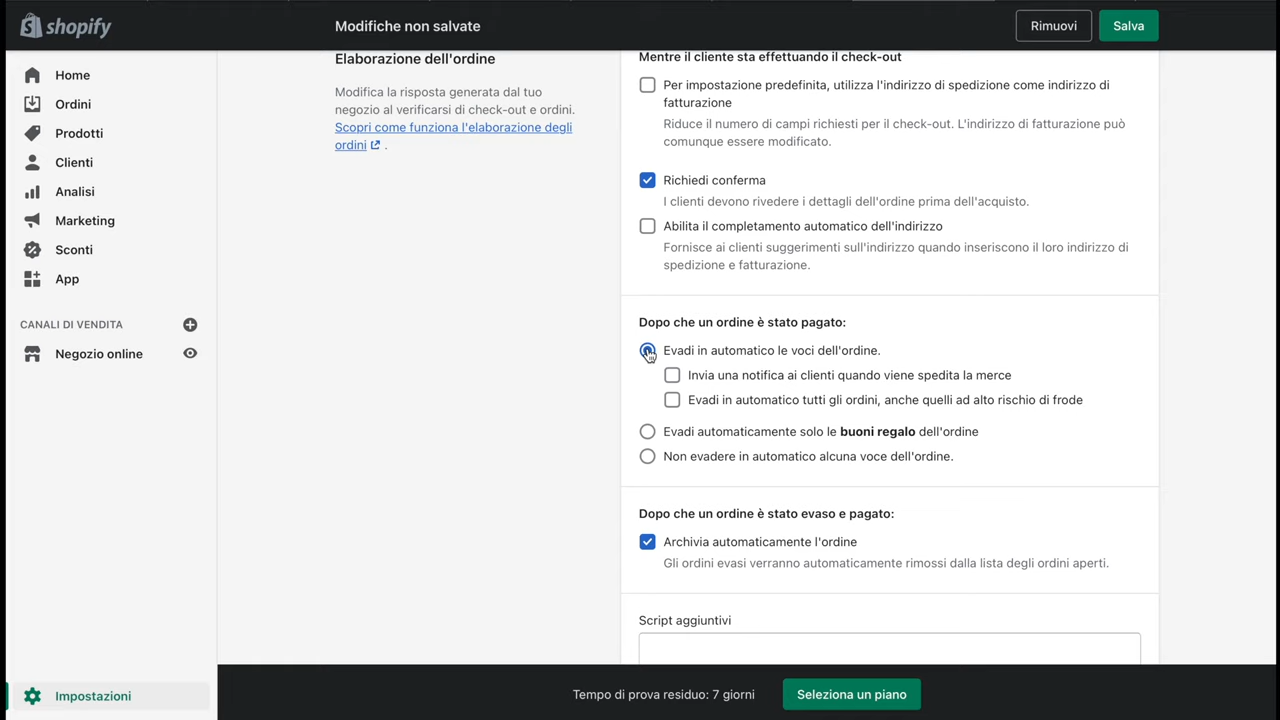 shopify
Modifiche non salvate
Rimuovi
Salva
Home
Ordini
Prodotti
Clienti
Analisi
Marketing
Sconti
App
CANALI DI VENDITA
Negozio online
Impostazioni
Elaborazione dell'ordine
Modifica la risposta generata dal tuo
negozio al verificarsi di check-out e ordini.
Scopri come funziona l'elaborazione degli
ordini .
Mentre il cliente sta effettuando il check-out
Per impostazione predefinita, utilizza l'indirizzo di spedizione come indirizzo di
fatturazione
Riduce il numero di campi richiesti per il check-out. L'indirizzo di fatturazione può
comunque essere modificato.
Richiedi conferma
I clienti devono rivedere i dettagli dell'ordine prima dell'acquisto.
Abilita il completamento automatico dell'indirizzo
Fornisce ai clienti suggerimenti sull'indirizzo quando inseriscono il loro indirizzo di
spedizione e fatturazione.
Dopo che un ordine è stato pagato:
Evadi in automatico le voci dell'ordine.
Invia una notifica ai clienti quando viene spedita la merce
Evadi in automatico tutti gli ordini, anche quelli ad alto rischio di frode
Evadi automaticamente solo le buoni regalo dell'ordine
Non evadere in automatico alcuna voce dell'ordine.
Dopo che un ordine è stato evaso e pagato:
Archivia automaticamente l'ordine
Gli ordini evasi verranno automaticamente rimossi dalla lista degli ordini aperti.
Script aggiuntivi
Tempo di prova residuo: 7 giorni
Seleziona un piano